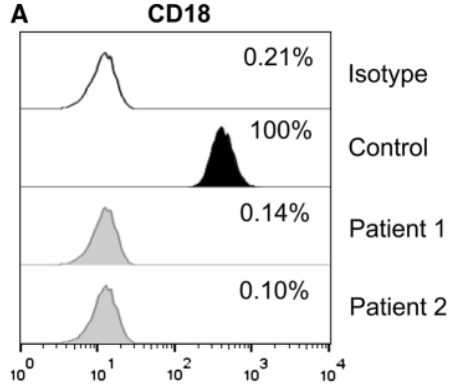 A
CD18
0.21%
Isotype
100%
Control
0.14%
Patient 1
0.10%
Patient 2
10^0 10^1 10^2 10^3 10^4